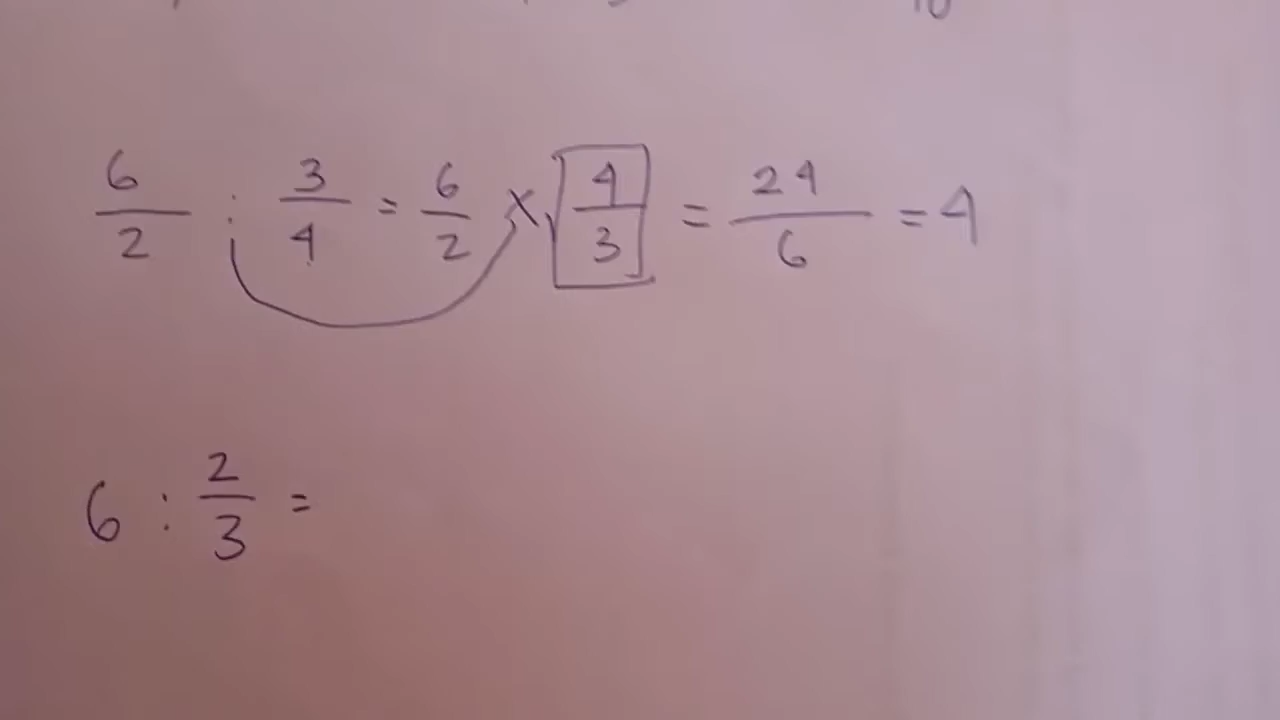 6/2 : 3/4 = 6/2 × 4/3 = 24/6 = 4
6 : 2/3 =